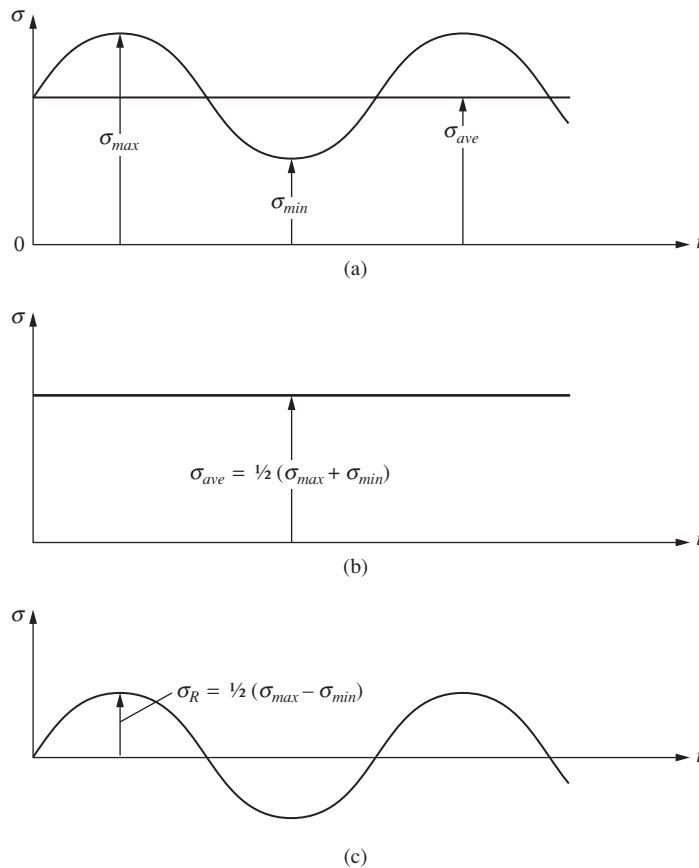 σ
σmax
σave
σmin
0
t
(a)
σ
σave = ½ (σmax + σmin)
t
(b)
σ
σR = ½ (σmax – σmin)
t
(c)